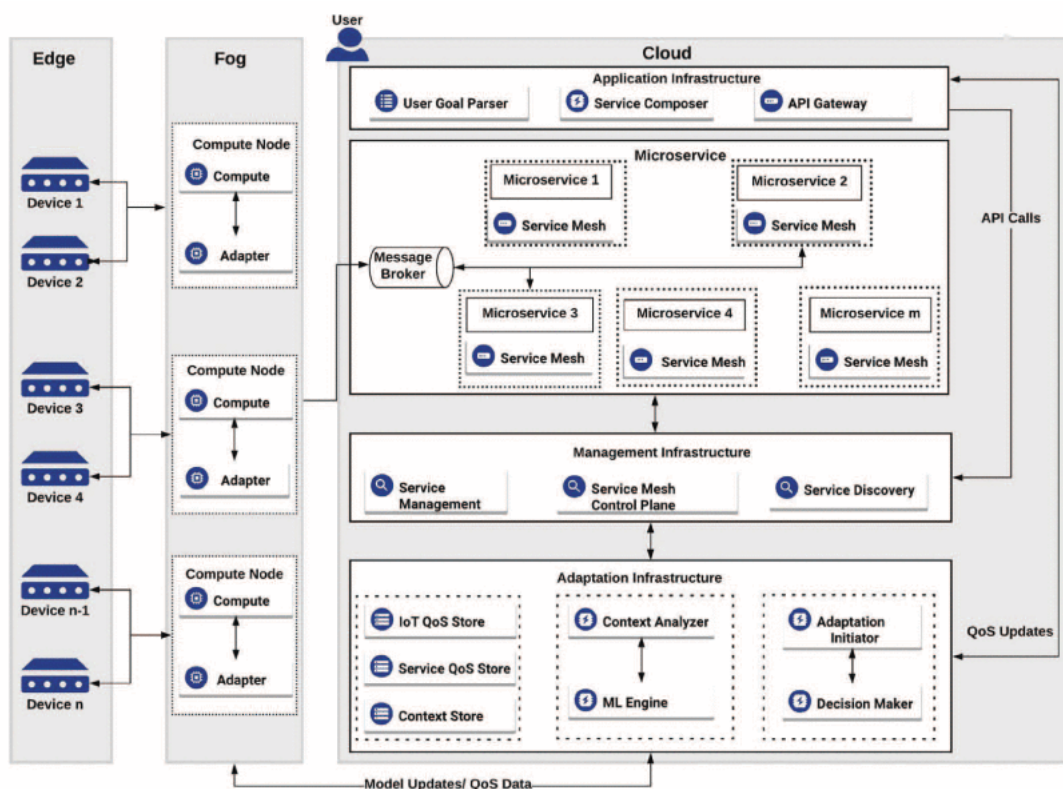 User
Edge
Fog
Cloud
Application Infrastructure
User Goal Parser
Service Composer
API Gateway
Compute Node
Compute
Adapter
Device 1
Device 2
Microservice
Microservice 1
Service Mesh
Microservice 2
Service Mesh
API Calls
Message
Broker
Microservice 3
Service Mesh
Microservice 4
Service Mesh
Microservice m
Service Mesh
Compute Node
Compute
Adapter
Device 3
Device 4
Management Infrastructure
Service
Management
Service Mesh
Control Plane
Service Discovery
Compute Node
Compute
Adapter
Device n-1
Device n
Adaptation Infrastructure
IoT QoS Store
Service QoS Store
Context Store
Context Analyzer
ML Engine
Adaptation
Initiator
Decision Maker
QoS Updates
Model Updates/ QoS Data